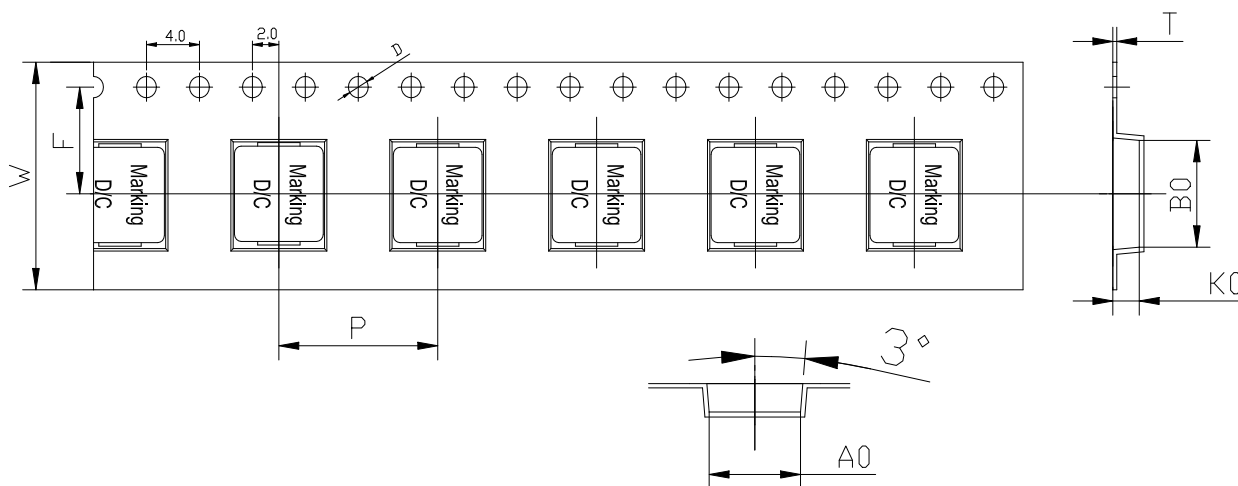 4.0
2.0
D
T
F
W
Marking
D/C
Marking
D/C
Marking
D/C
Marking
D/C
Marking
D/C
Marking
D/C
B0
K0
P
3°
A0